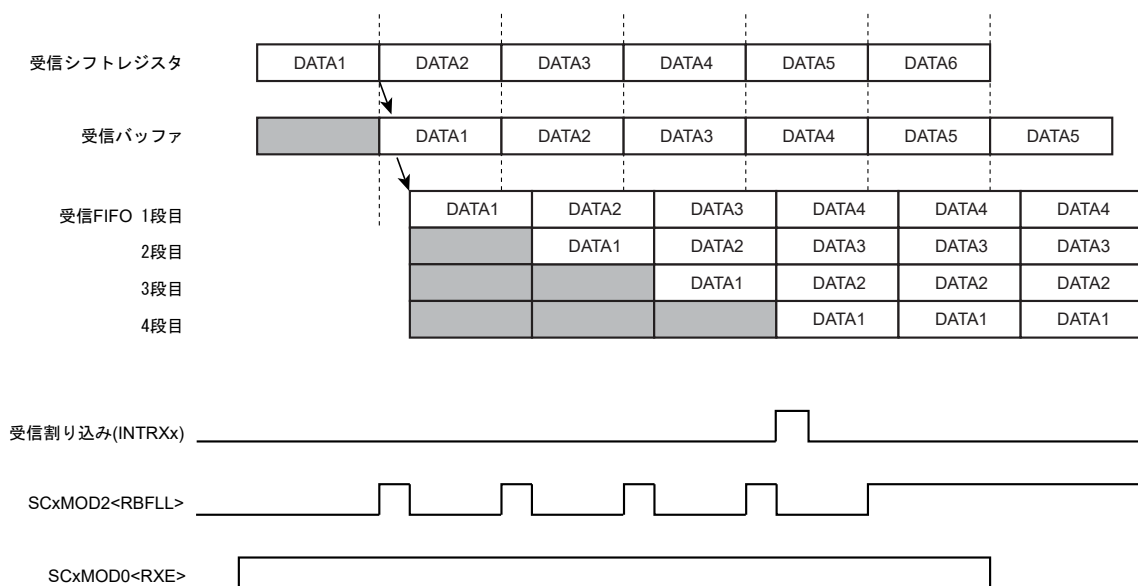 受信シフトレジスタ DATA1 DATA2 DATA3 DATA4 DATA5 DATA6
受信バッファ DATA1 DATA2 DATA3 DATA4 DATA5 DATA5
受信FIFO 1段目 DATA1 DATA2 DATA3 DATA4 DATA4 DATA4
2段目 DATA1 DATA2 DATA3 DATA3 DATA3
3段目 DATA1 DATA2 DATA2 DATA2
4段目 DATA1 DATA1 DATA1
受信割り込み(INTRXx)
SCxMOD2<RBFLL>
SCxMOD0<RXE>